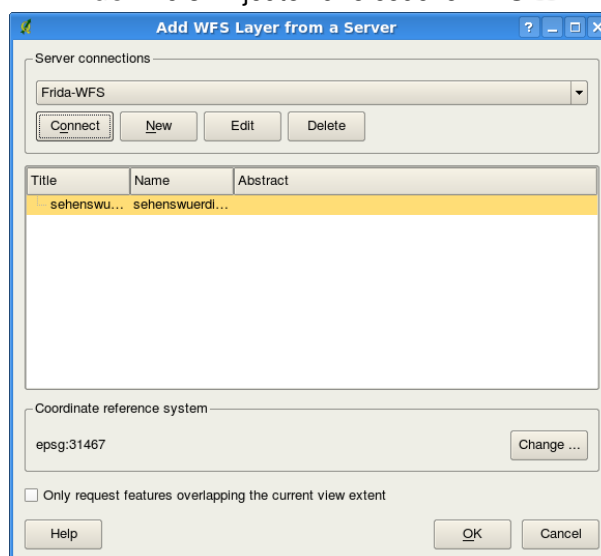 Add WFS Layer from a Server
Server connections
Frida-WFS
Connect New Edit Delete
Title Name Abstract
sehenswu... sehenswuerdi...
Coordinate reference system
epsg:31467
Change ...
Only request features overlapping the current view extent
Help OK Cancel